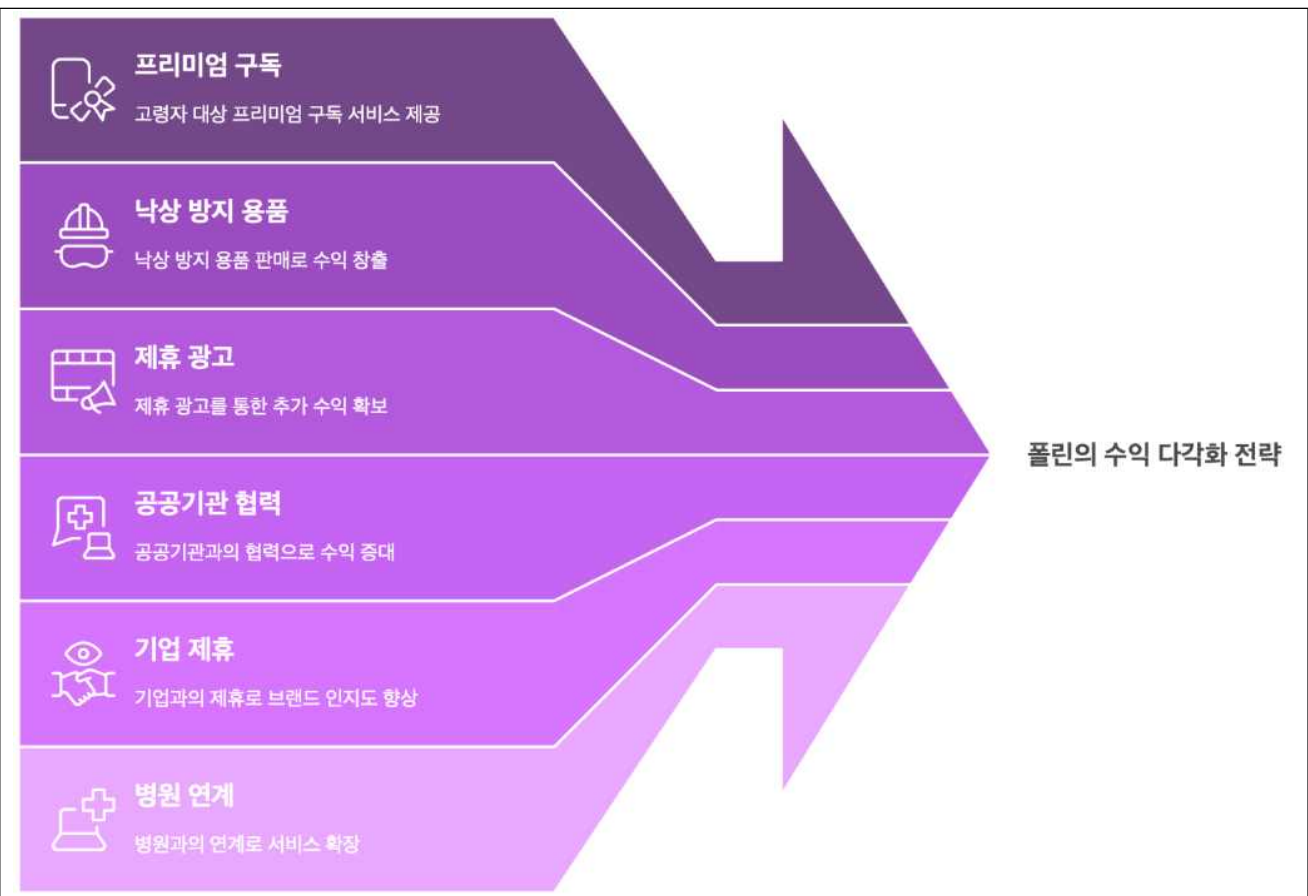 프리미엄 구독
고령자 대상 프리미엄 구독 서비스 제공
낙상 방지 용품
낙상 방지 용품 판매로 수익 창출
제휴 광고
제휴 광고를 통한 추가 수익 확보
공공기관 협력
공공기관과의 협력으로 수익 증대
기업 제휴
기업과의 제휴로 브랜드 인지도 향상
병원 연계
병원과의 연계로 서비스 확장
폴린의 수익 다각화 전략